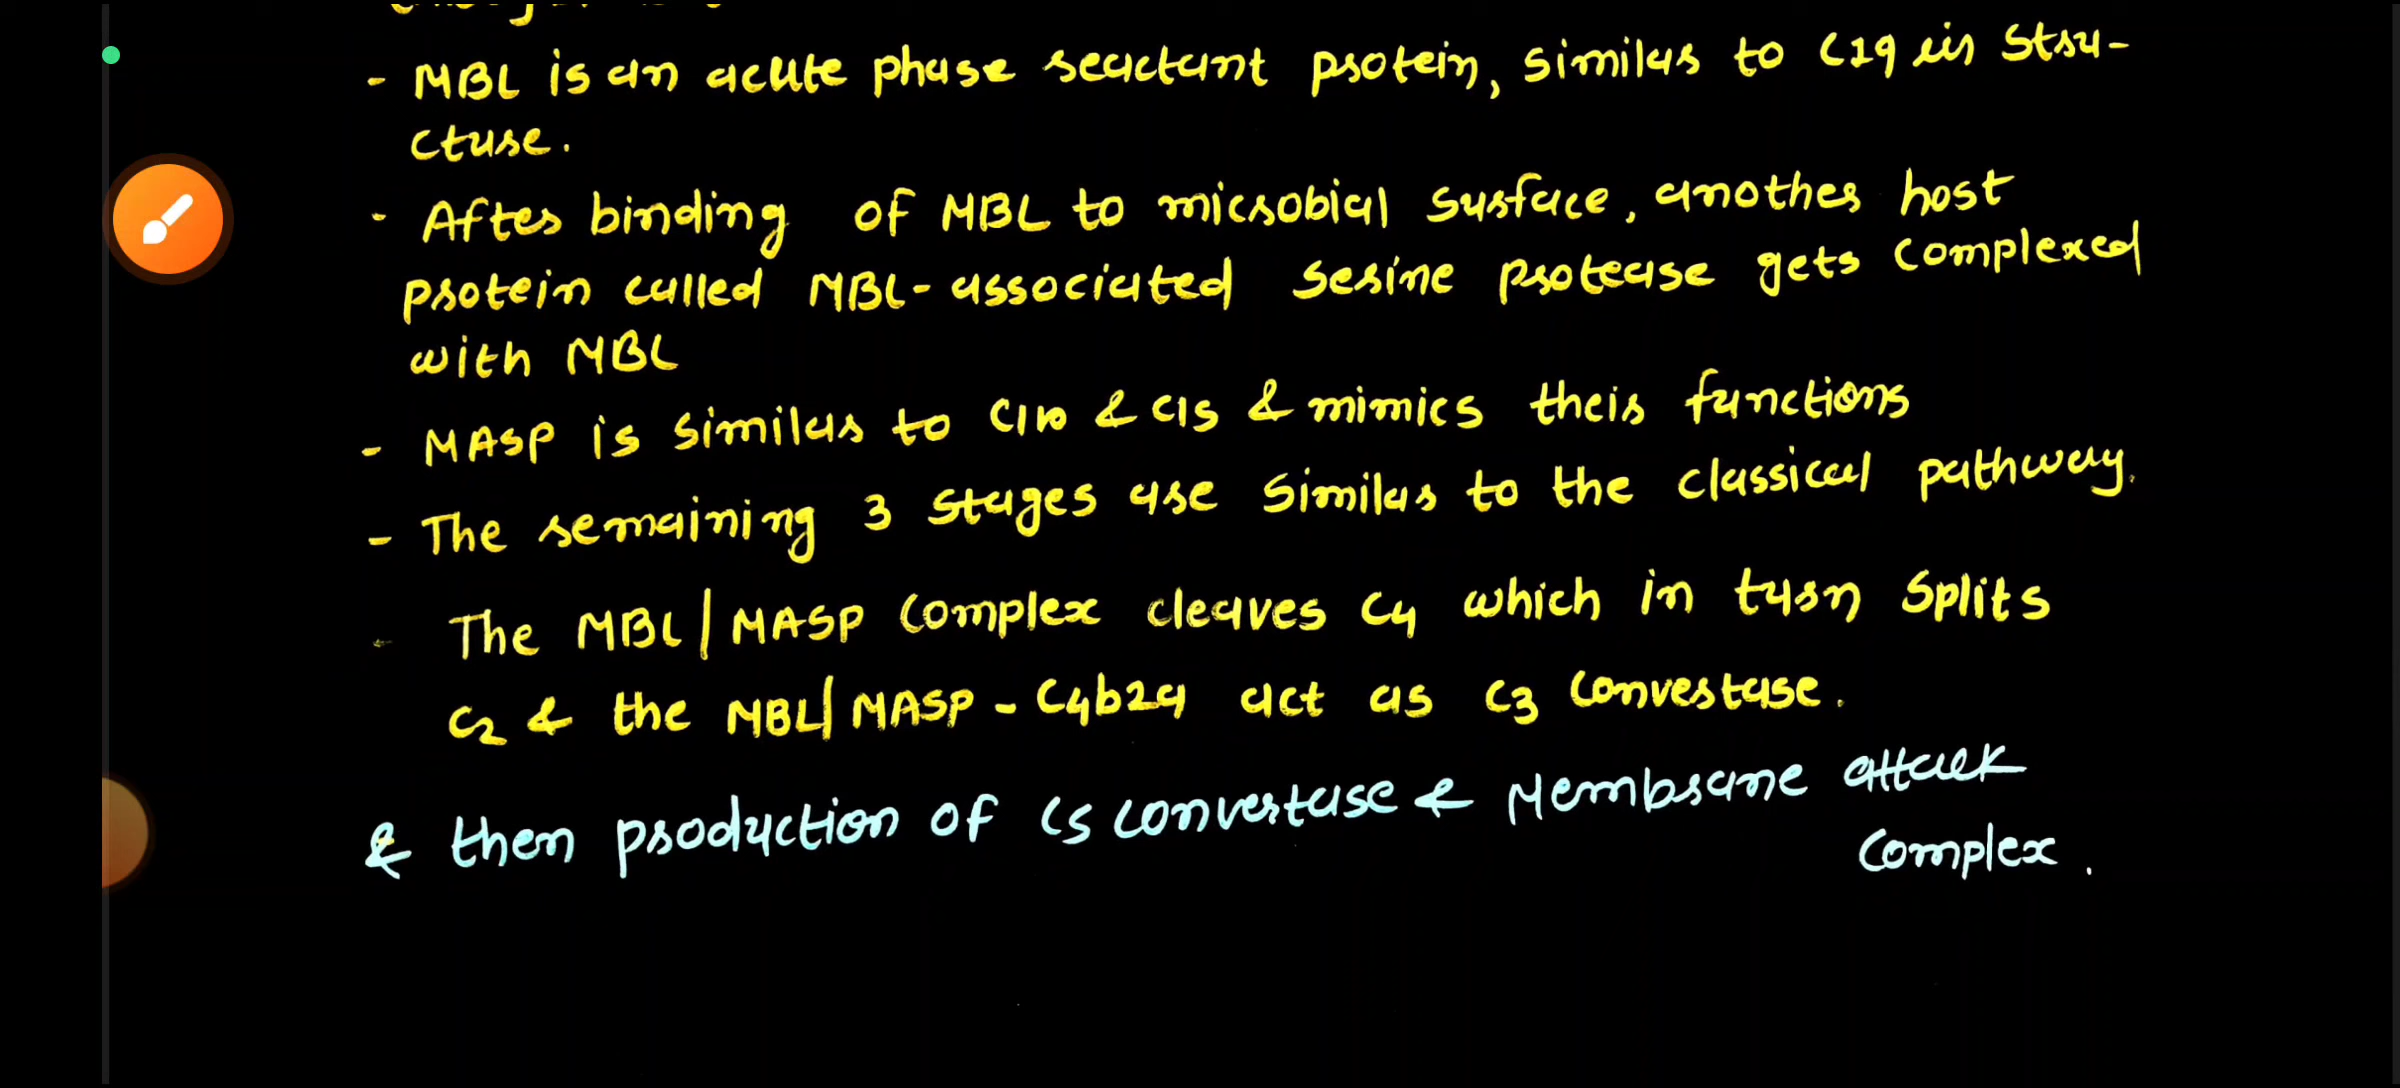 - MBL is an acute phase reactant protein, similar to C1q in Stru-
cture.
- After binding of MBL to microbial surface, another host
protein called MBL-associated serine protease gets complexed
with MBL
- MASP is similar to C1r & C1s & mimics their functions
- The remaining 3 stages are similar to the classical pathway.
- The MBL/MASP complex cleaves C4 which in turn splits
C2 & the MBL/MASP-C4b2a act as C3 convertase.
& then production of C5 convertase & Membrane attack
complex.